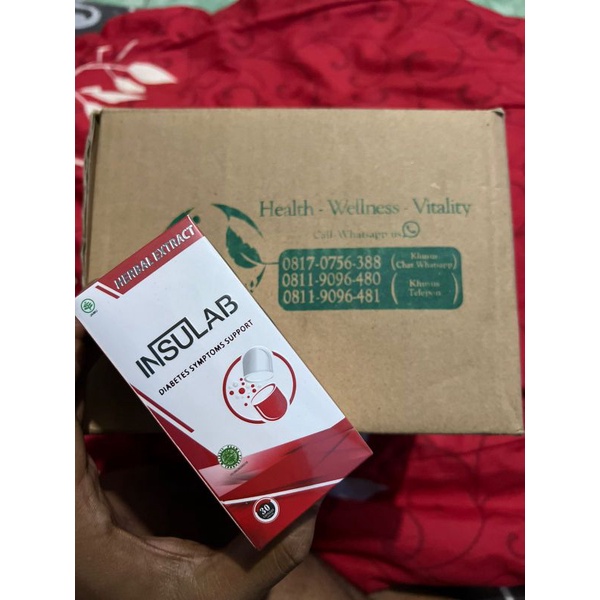 Health - Wellness - Vitality
Call Whatsapp us
0817-0756-388 (Khusus Chat Whatsapp)
0811-9096-480
0811-9096-481 (Khusus Telepon)
HERBAL EXTRACT
INSULAB
DIABETES SYMPTOMS SUPPORT
30